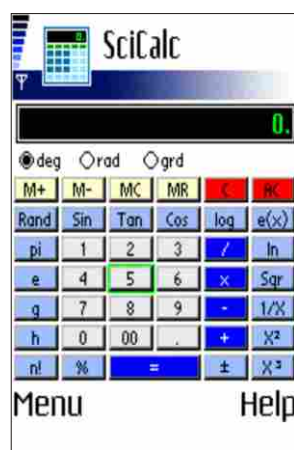 SciCalc
0.
deg rad grd
M+ M- MC MR C AC
Rand Sin Tan Cos log e(x)
pi 1 2 3 / ln
e 4 5 6 x Sqr
g 7 8 9 - 1/X
h 0 00 . + X²
n! % = ± X³
Menu Help